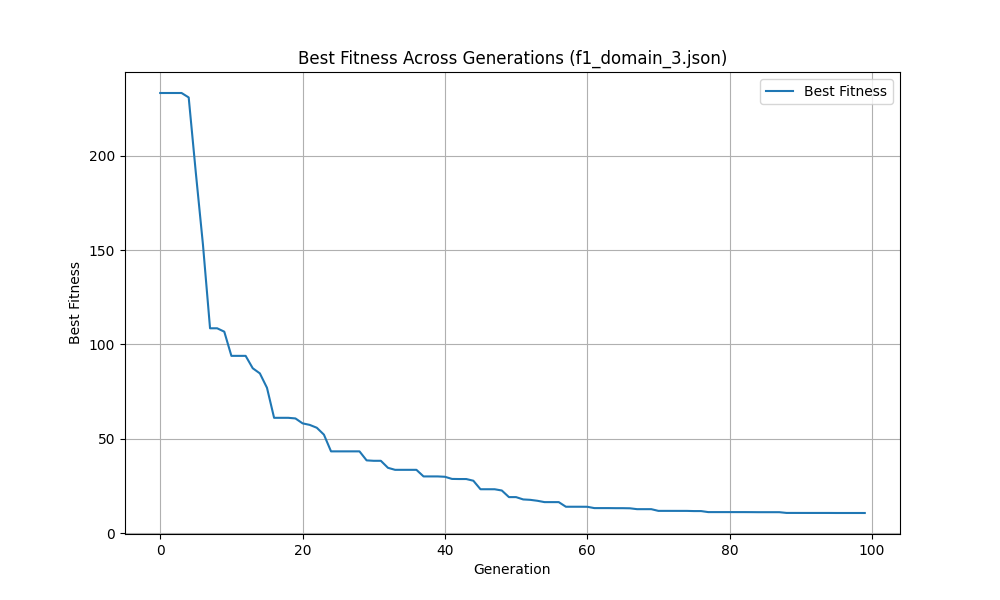 Best Fitness Across Generations (f1_domain_3.json)
Best Fitness
200
150
100
50
0
Best Fitness
0 20 40 60 80 100
Generation